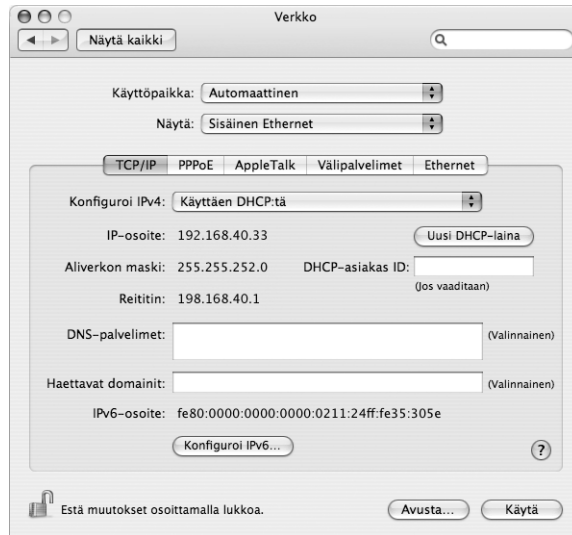 Verkko
Näytä kaikki
Käyttöpaikka: Automaattinen
Näytä: Sisäinen Ethernet
TCP/IP PPPoE AppleTalk Välipalvelimet Ethernet
Konfiguroi IPv4: Käyttäen DHCP:tä
IP-osoite: 192.168.40.33 Uusi DHCP-laina
Aliverkon maski: 255.255.252.0 DHCP-asiakas ID:
(Jos vaaditaan)
Reititin: 198.168.40.1
DNS-palvelimet: (Valinnainen)
Haettavat domainit: (Valinnainen)
IPv6-osoite: fe80:0000:0000:0000:0211:24ff:fe35:305e
Konfiguroi IPv6... ?
Estä muutokset osoittamalla lukkoa. Avusta... Käytä